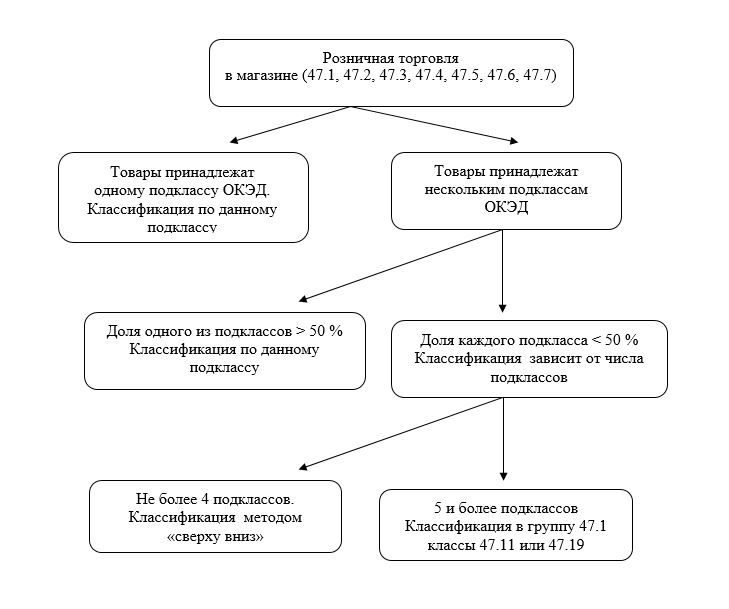 Розничная торговля
в магазине (47.1, 47.2, 47.3, 47.4, 47.5, 47.6, 47.7)
Товары принадлежат
одному подклассу ОКЭД.
Классификация по данному
подклассу
Товары принадлежат
нескольким подклассам
ОКЭД
Доля одного из подклассов > 50 %
Классификация по данному
подклассу
Доля каждого подкласса < 50 %
Классификация зависит от числа
подклассов
Не более 4 подклассов.
Классификация методом
«сверху вниз»
5 и более подклассов
Классификация в группу 47.1
классы 47.11 или 47.19